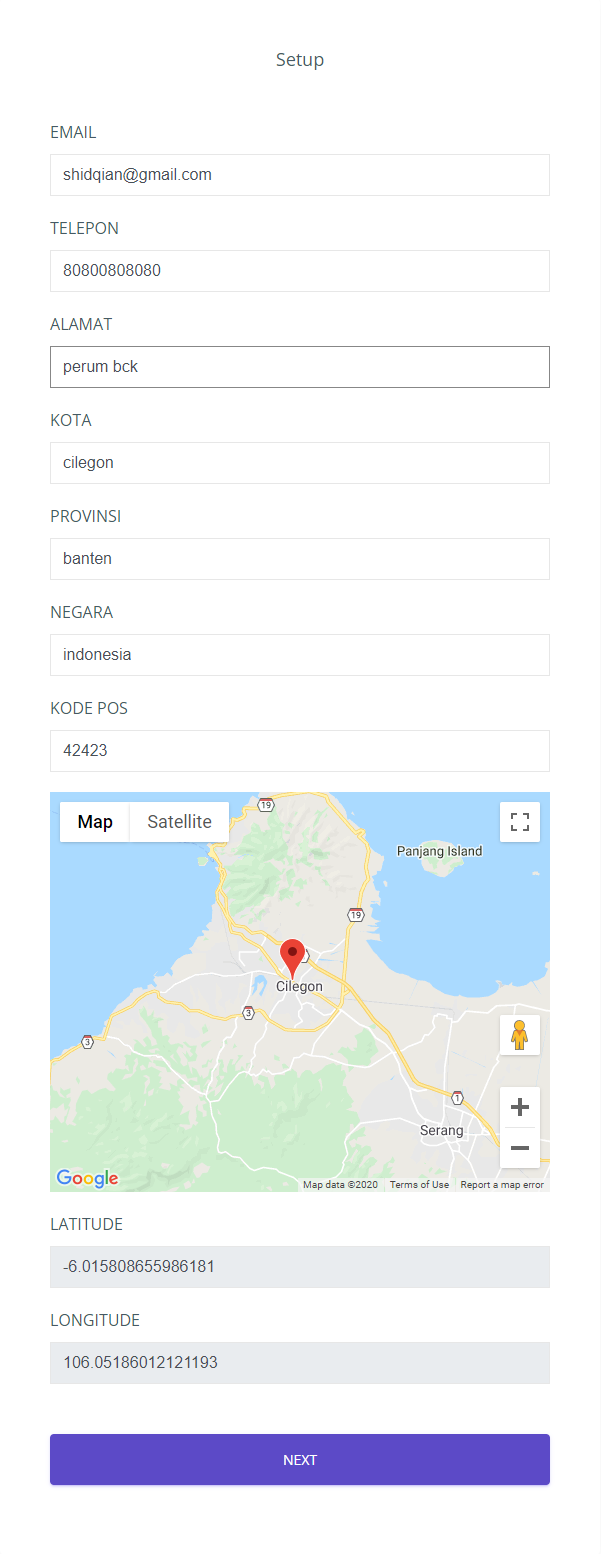 Setup
EMAIL
shidqian@gmail.com
TELEPON
80800808080
ALAMAT
perum bck
KOTA
cilegon
PROVINSI
banten
NEGARA
indonesia
KODE POS
42423
Map Satellite
19
Panjang Island
19
Cilegon
3
3
1
Serang
Google
Map data ©2020 Terms of Use Report a map error
LATITUDE
-6.015808655986181
LONGITUDE
106.05186012121193
NEXT